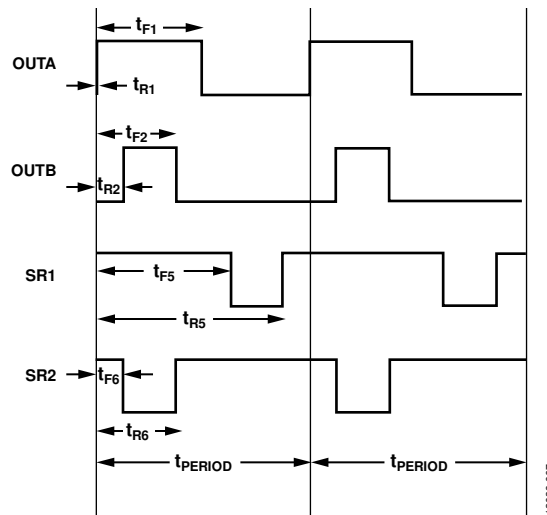 tF1
OUTA
tR1
tF2
OUTB
tR2
SR1
tF5
tR5
SR2
tF6
tR6
tPERIOD
tPERIOD